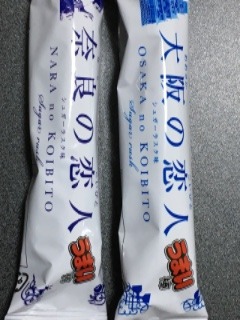 奈良の恋人
NARA no KOIBITO
シュガーラスク味
Sugar rusk
うまい棒
大阪の恋人
OSAKA no KOIBITO
シュガーラスク味
Sugar rusk
うまい棒